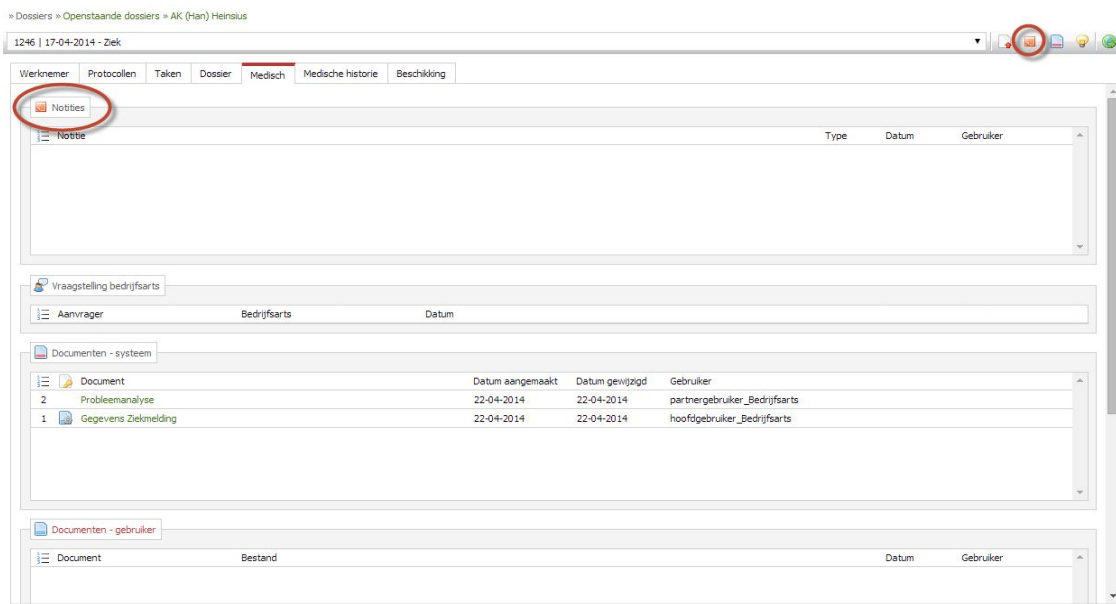 » Dossiers » Openstaande dossiers » AK (Han) Heinsius
1246 | 17-04-2014 - Ziek
Werknemer Protocollen Taken Dossier Medisch Medische historie Beschikking
Notities
Notitie Type Datum Gebruiker
Vraagstelling bedrijfsarts
Aanvrager Bedrijfsarts Datum
Documenten - systeem
Document Datum aangemaakt Datum gewijzigd Gebruiker
2 Probleemanalyse 22-04-2014 22-04-2014 partnergebruiker_Bedrijfsarts
1 Gegevens Ziekmelding 22-04-2014 22-04-2014 hoofdgebruiker_Bedrijfsarts
Documenten - gebruiker
Document Bestand Datum Gebruiker